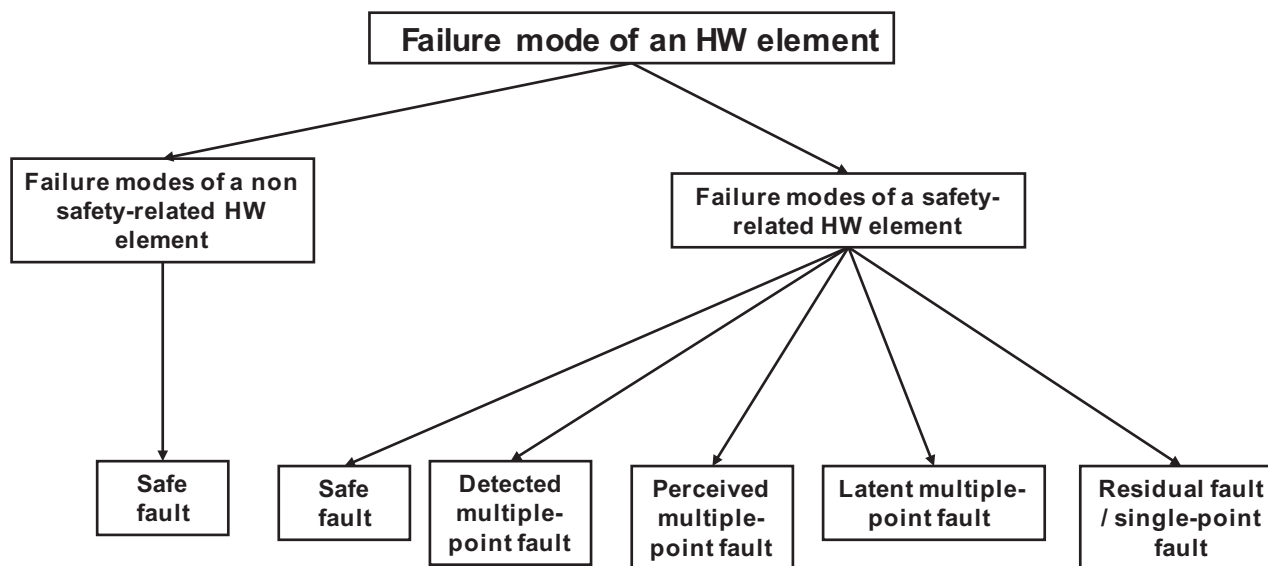 Failure mode of an HW element
Failure modes of a non
safety-related HW
element
Failure modes of a safety-
related HW element
Safe
fault
Safe
fault
Detected
multiple-
point fault
Perceived
multiple-
point fault
Latent multiple-
point fault
Residual fault
/ single-point
fault